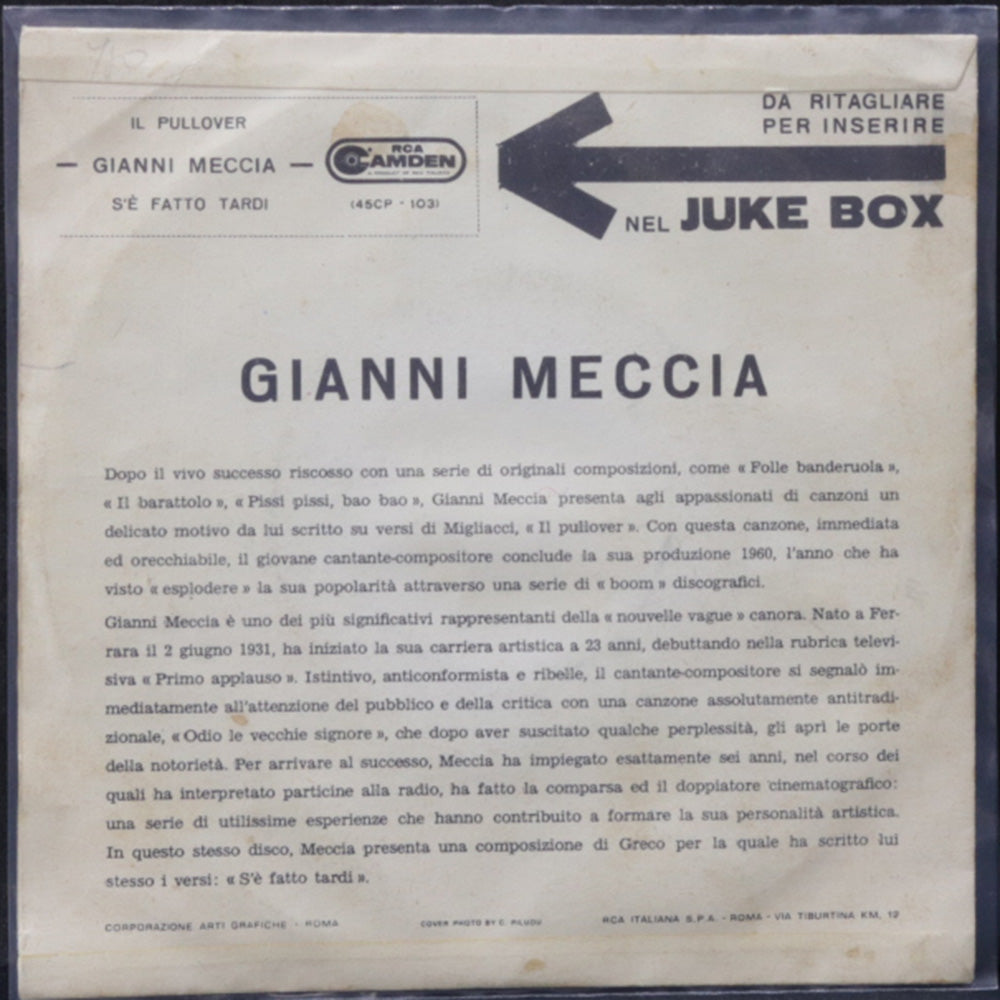 IL PULLOVER
— GIANNI MECCIA —
S'È FATTO TARDI
RCA
CAMDEN
(45CP - 103)
DA RITAGLIARE
PER INSERIRE
NEL JUKE BOX
GIANNI MECCIA
Dopo il vivo successo riscosso con una serie di originali composizioni, come « Folle banderuola »,
« Il barattolo », « Pissi pissi, bao bao », Gianni Meccia presenta agli appassionati di canzoni un
delicato motivo da lui scritto su versi di Migliacci, « Il pullover ». Con questa canzone, immediata
ed orecchiabile, il giovane cantante-compositore conclude la sua produzione 1960, l'anno che ha
visto « esplodere » la sua popolarità attraverso una serie di « boom » discografici.
Gianni Meccia è uno dei più significativi rappresentanti della « nouvelle vague » canora. Nato a Fer-
rara il 2 giugno 1931, ha iniziato la sua carriera artistica a 23 anni, debuttando nella rubrica televi-
siva « Primo applauso ». Istintivo, anticonformista e ribelle, il cantante-compositore si segnalò im-
mediatamente all'attenzione del pubblico e della critica con una canzone assolutamente antitradi-
zionale, « Odio le vecchie signore », che dopo aver suscitato qualche perplessità, gli aprì le porte
della notorietà. Per arrivare al successo, Meccia ha impiegato esattamente sei anni, nel corso dei
quali ha interpretato particine alla radio, ha fatto la comparsa ed il doppiatore cinematografico:
una serie di utilissime esperienze che hanno contribuito a formare la sua personalità artistica.
In questo stesso disco, Meccia presenta una composizione di Greco per la quale ha scritto lui
stesso i versi: « S'è fatto tardi ».
CORPORAZIONE ARTI GRAFICHE - ROMA
COVER PHOTO BY C. PILUDU
RCA ITALIANA S.P.A. - ROMA - VIA TIBURTINA KM. 12